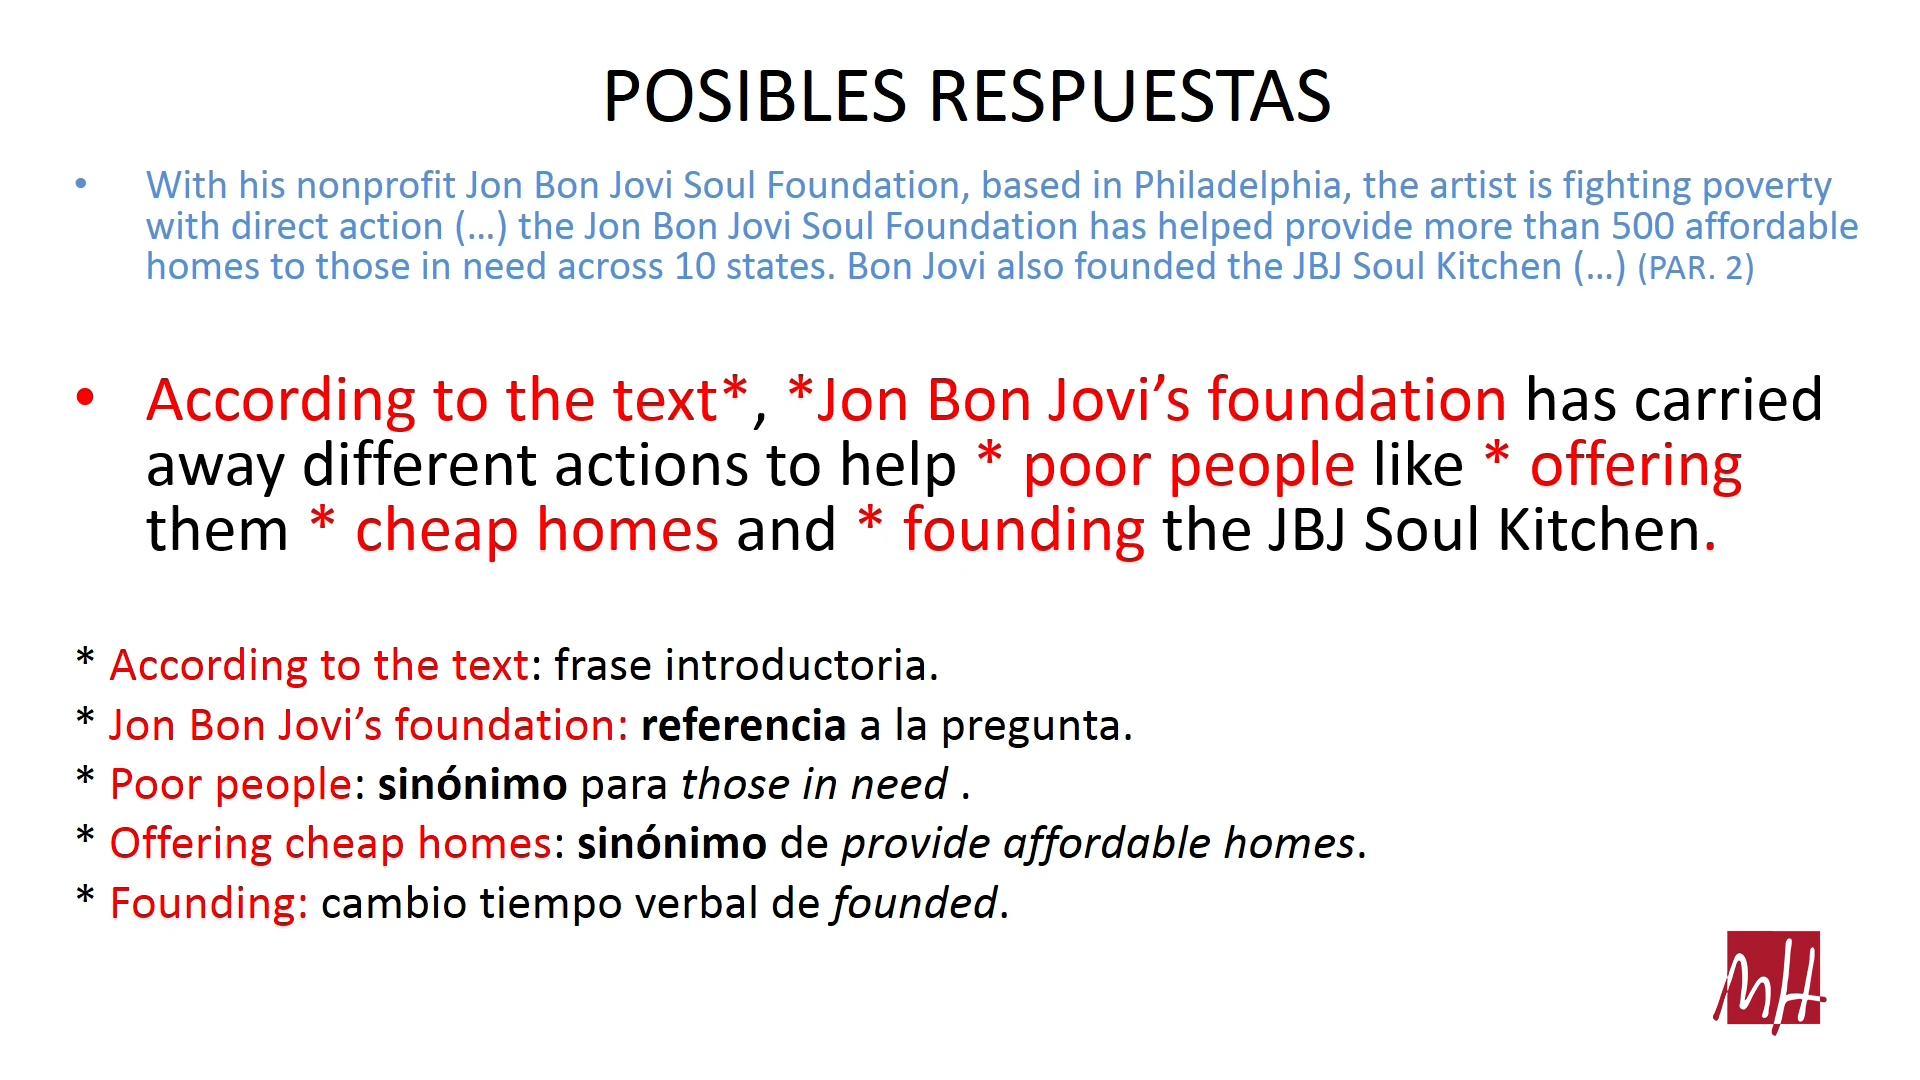 POSIBLES RESPUESTAS
• With his nonprofit Jon Bon Jovi Soul Foundation, based in Philadelphia, the artist is fighting poverty
with direct action (...) the Jon Bon Jovi Soul Foundation has helped provide more than 500 affordable
homes to those in need across 10 states. Bon Jovi also founded the JBJ Soul Kitchen (...) (PAR. 2)
• According to the text*, *Jon Bon Jovi’s foundation has carried
away different actions to help * poor people like * offering
them * cheap homes and * founding the JBJ Soul Kitchen.
* According to the text: frase introductoria.
* Jon Bon Jovi’s foundation: referencia a la pregunta.
* Poor people: sinónimo para those in need .
* Offering cheap homes: sinónimo de provide affordable homes.
* Founding: cambio tiempo verbal de founded.
MH